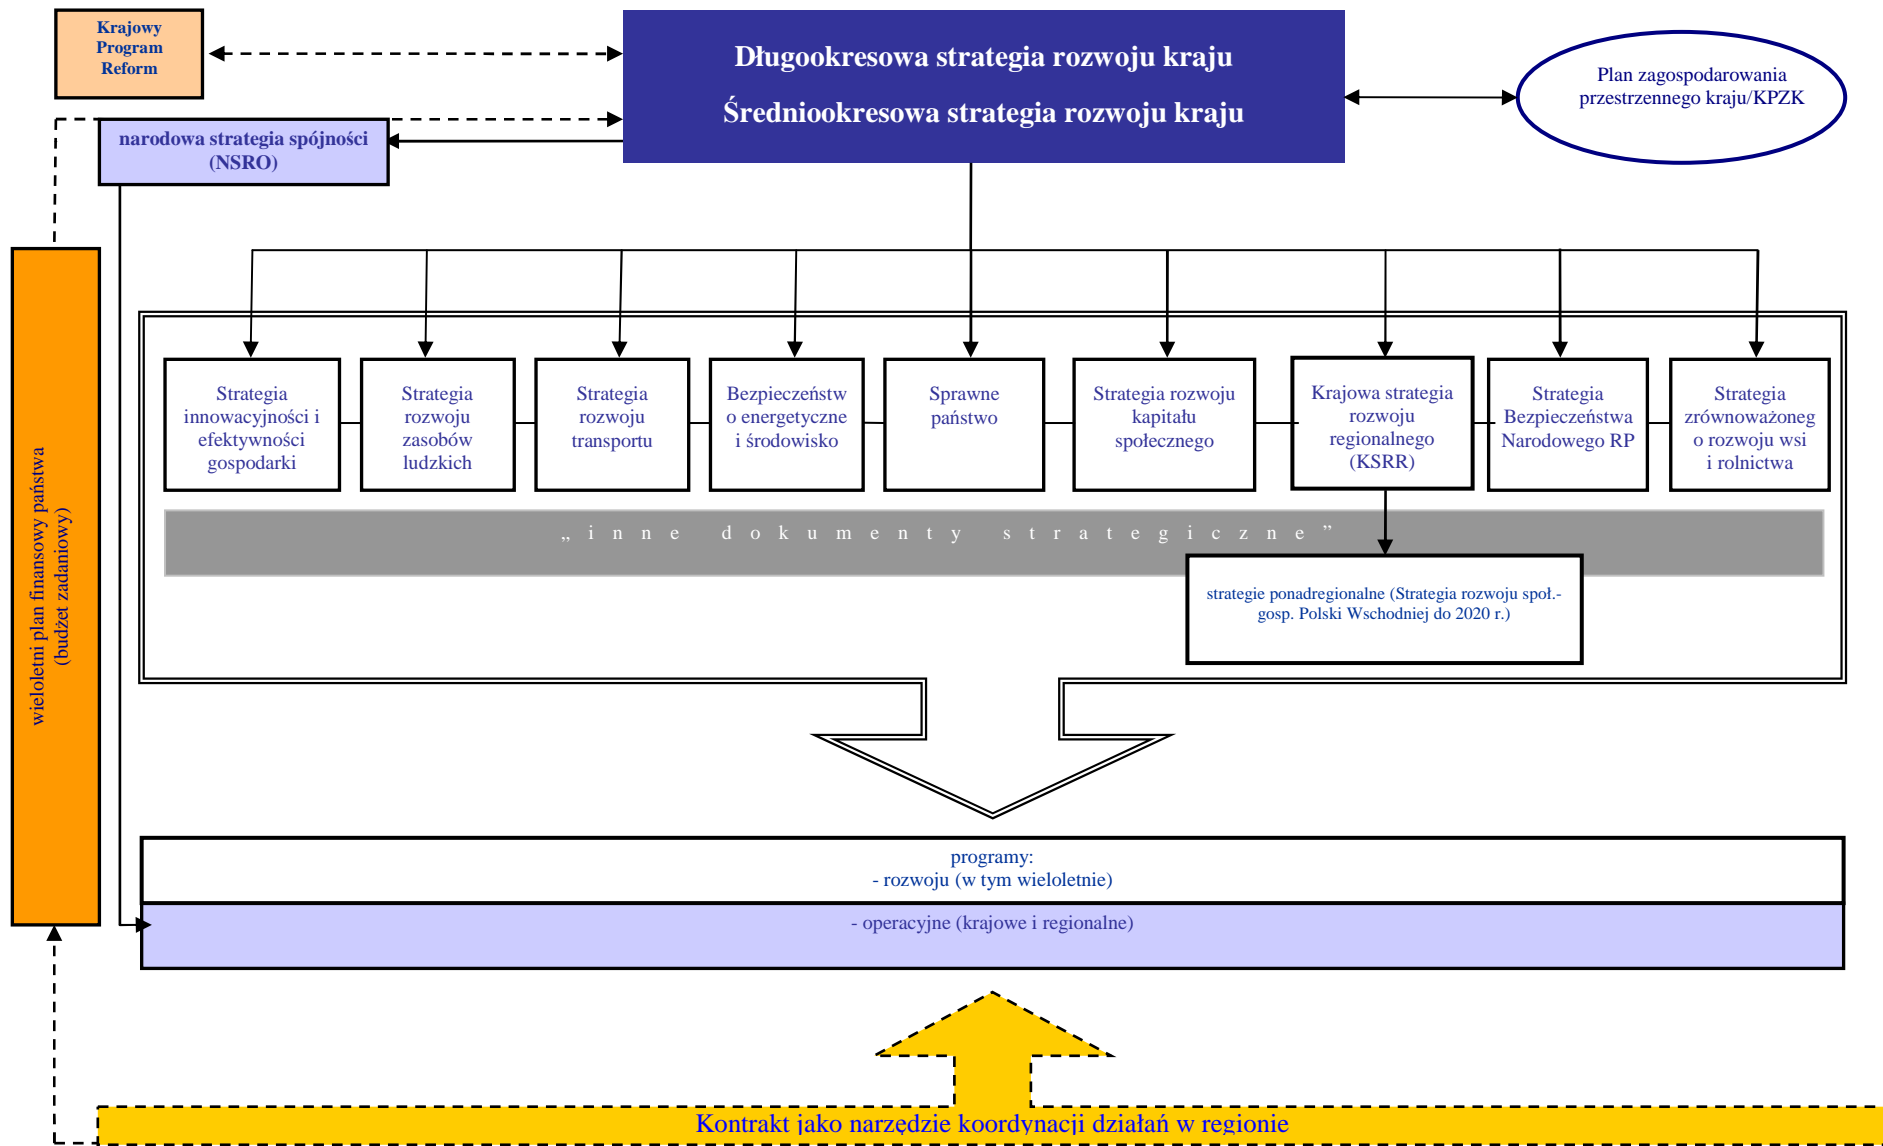 Krajowy
Program
Reform
Długookresowa strategia rozwoju kraju
Średniookresowa strategia rozwoju kraju
Plan zagospodarowania
przestrzennego kraju/KPZK
narodowa strategia spójności
(NSRO)
wieloletni plan finansowy państwa
(budżet zadaniowy)
Strategia
innowacyjności i
efektywności
gospodarki
Strategia
rozwoju
zasobów
ludzkich
Strategia
rozwoju
transportu
Bezpieczeństw
o energetyczne
i środowisko
Sprawne
państwo
Strategia rozwoju
kapitału
społecznego
Krajowa strategia
rozwoju
regionalnego
(KSRR)
Strategia
Bezpieczeństwa
Narodowego RP
Strategia
zrównoważoneg
o rozwoju wsi
i rolnictwa
„inne dokumenty strategiczne”
strategie ponadregionalne (Strategia rozwoju społ.-
gosp. Polski Wschodniej do 2020 r.)
programy:
- rozwoju (w tym wieloletnie)
- operacyjne (krajowe i regionalne)
Kontrakt jako narzędzie koordynacji działań w regionie